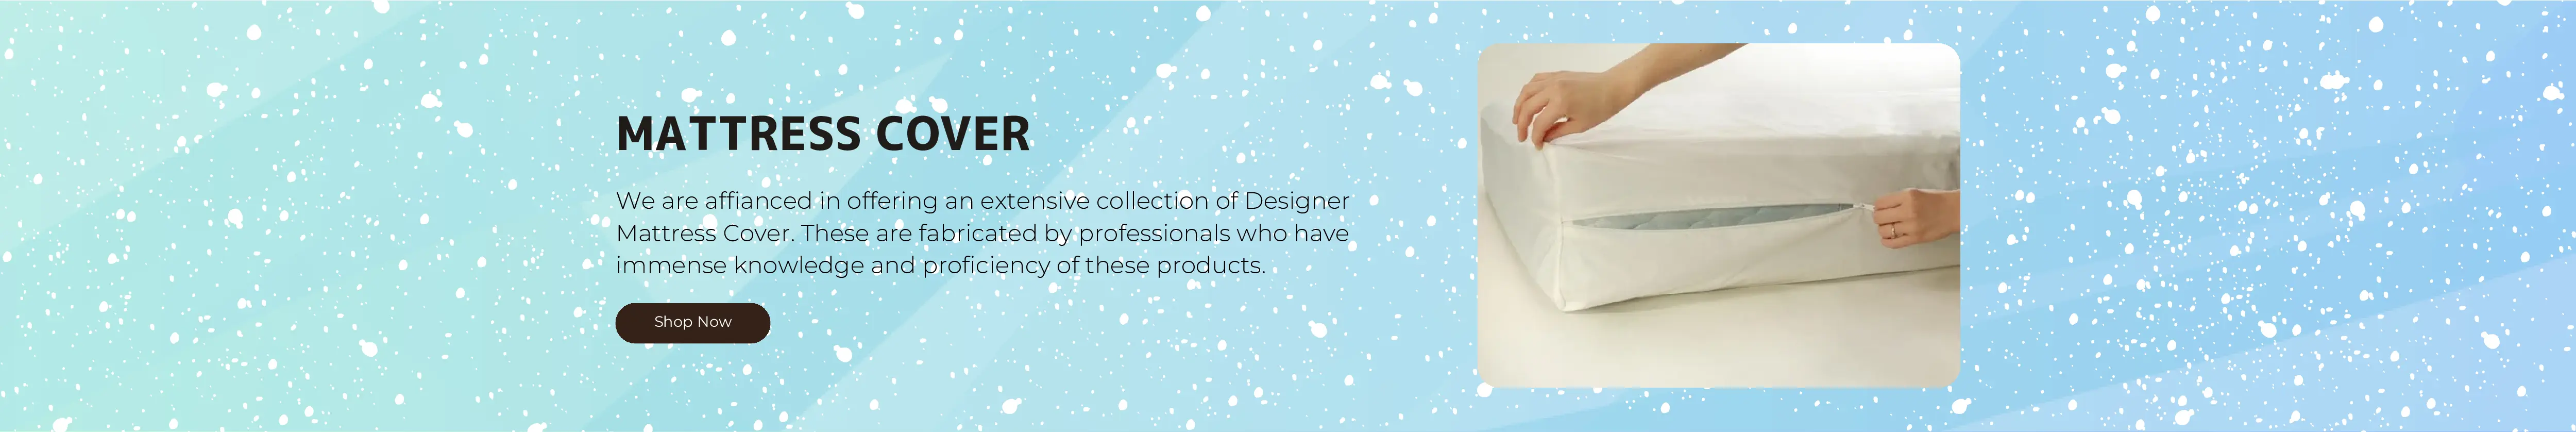 MATTRESS COVER
We are affianced in offering an extensive collection of Designer
Mattress Cover. These are fabricated by professionals who have
immense knowledge and proficiency of these products.
Shop Now